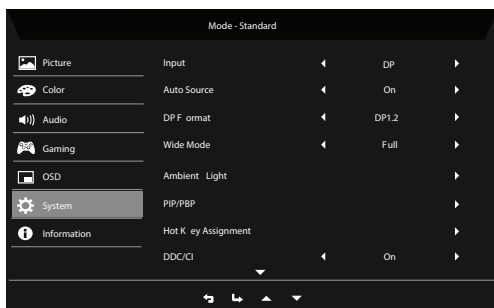 Mode - Standard
Picture
Input
DP
Color
Auto Source
On
Audio
DP F ormat
DP1.2
Gaming
Wide Mode
Full
OSD
Ambient Light
System
PIP/PBP
Information
Hot K ey Assignment
DDC/CI
On